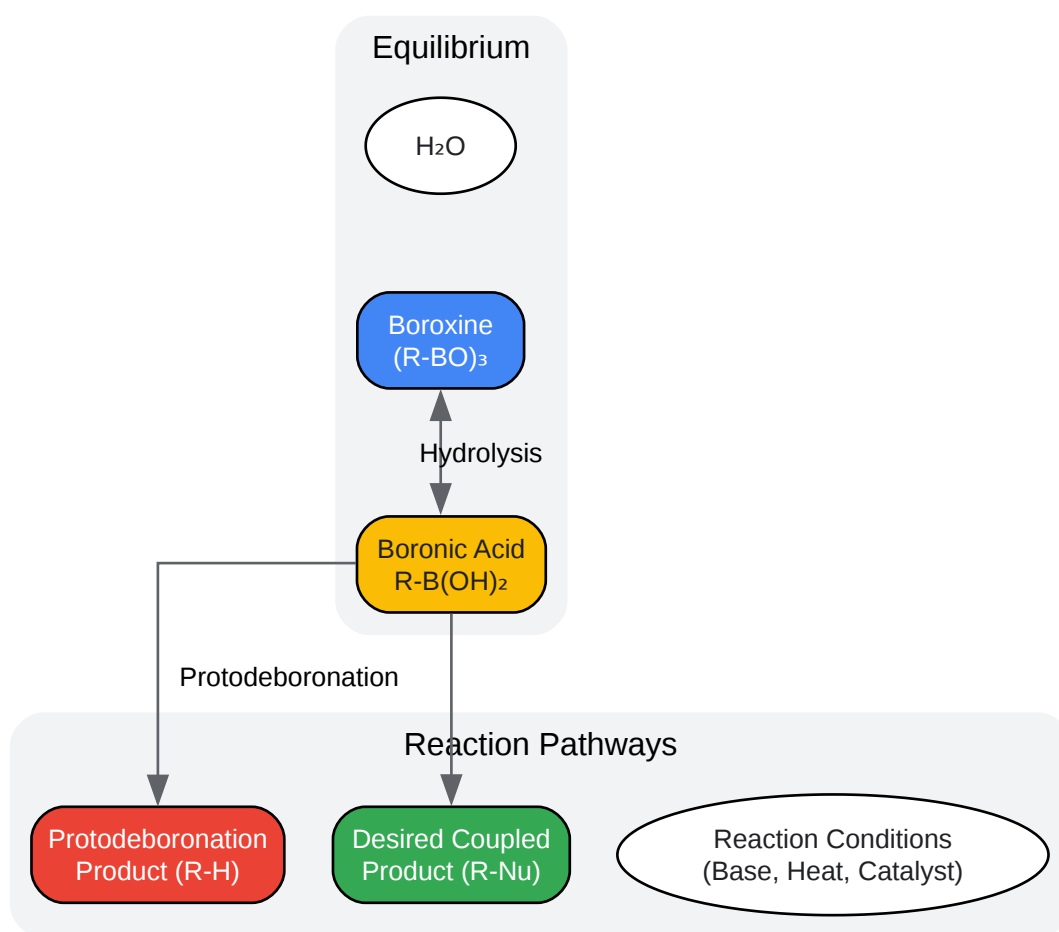 Equilibrium
H₂O
Boroxine
(R-BO)₃
Hydrolysis
Boronic Acid
R-B(OH)₂
Protodeboronation
Reaction Pathways
Protodeboronation
Product (R-H)
Desired Coupled
Product (R-Nu)
Reaction Conditions
(Base, Heat, Catalyst)